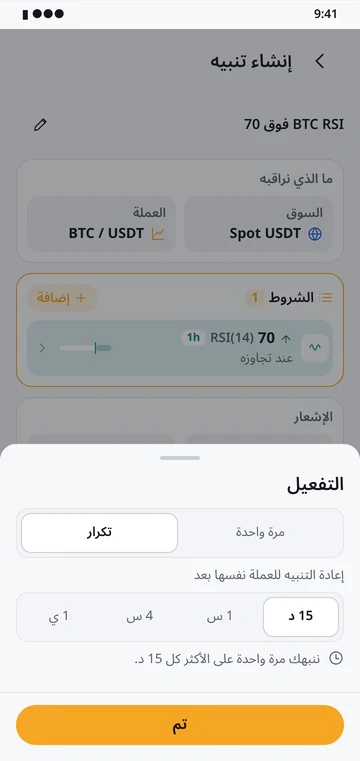 9:41
إنشاء تنبيه
BTC RSI فوق 70
ما الذي نراقبه
السوق
Spot USDT
العملة
BTC / USDT
الشروط 1
إضافة
70 RSI(14) 1h
عند تجاوزه
الإشعار
التفعيل
مرة واحدة
تكرار
إعادة التنبيه للعملة نفسها بعد
15 د
1 س
4 س
1 ي
ننبهك مرة واحدة على الأكثر كل 15 د.
تم